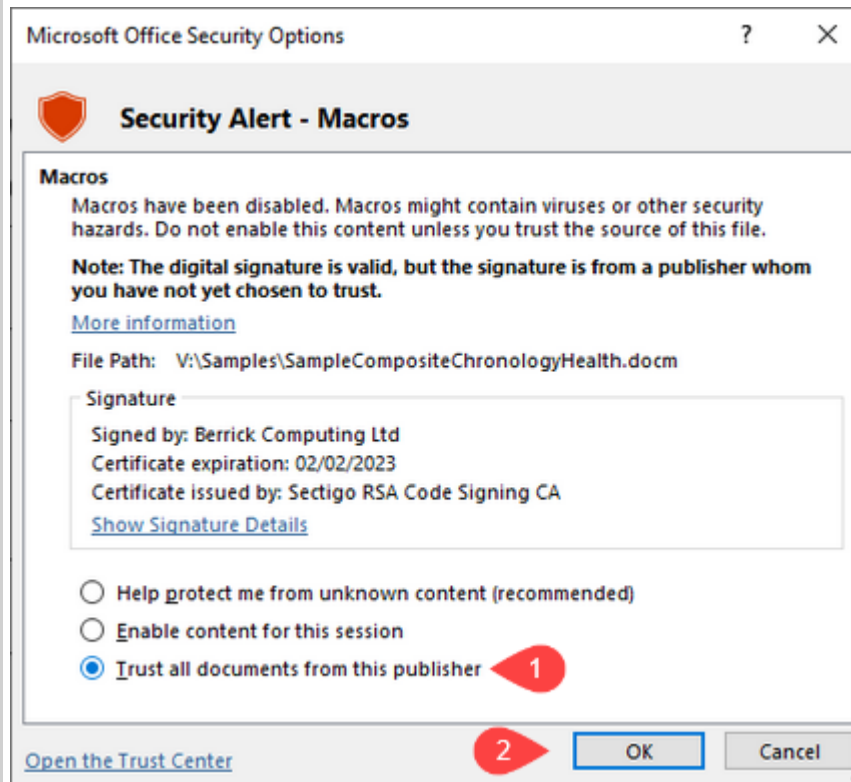 Microsoft Office Security Options
Security Alert - Macros
Macros
Macros have been disabled. Macros might contain viruses or other security
hazards. Do not enable this content unless you trust the source of this file.
Note: The digital signature is valid, but the signature is from a publisher whom
you have not yet chosen to trust.
More information
File Path: V:\Samples\SampleCompositeChronologyHealth.docm
Signature
Signed by: Berrick Computing Ltd
Certificate expiration: 02/02/2023
Certificate issued by: Sectigo RSA Code Signing CA
Show Signature Details
Help protect me from unknown content (recommended)
Enable content for this session
Trust all documents from this publisher 1
Open the Trust Center 2 OK Cancel